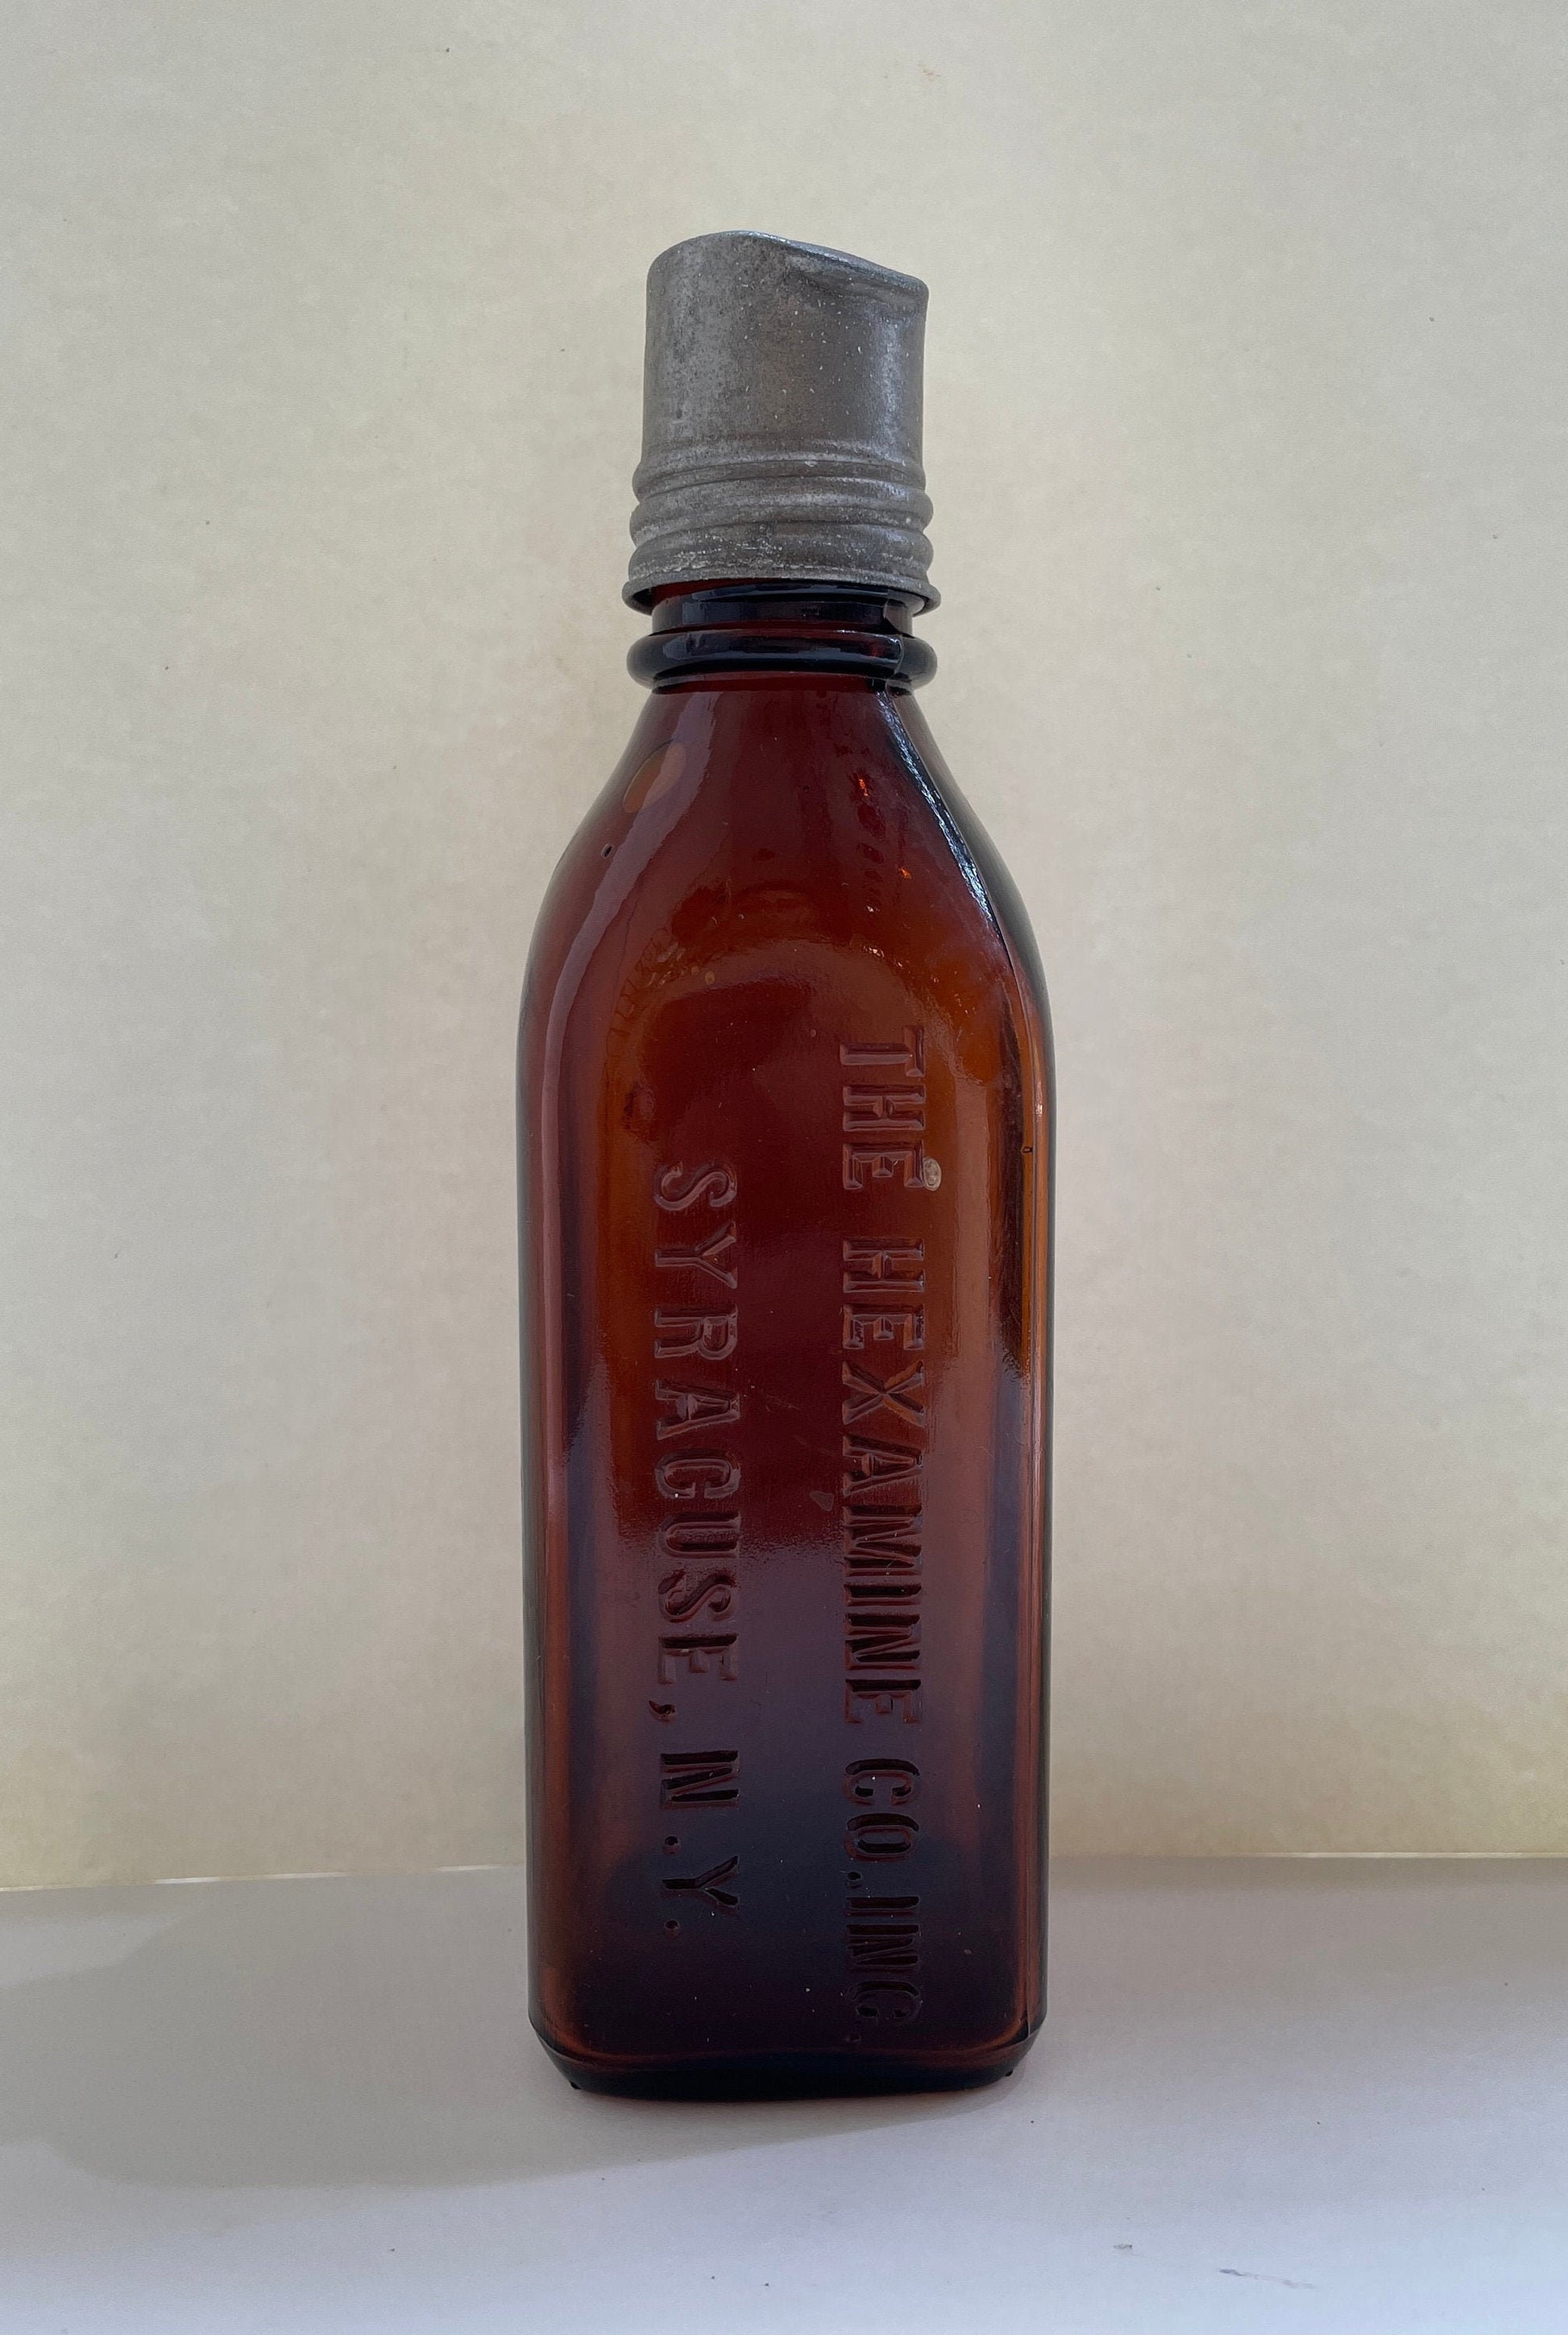 THE HEXAMINE CO. INC.
SYRACUSE, N.Y.